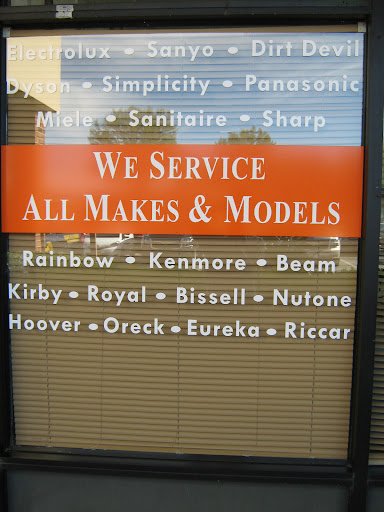 Electrolux • Sanyo • Dirt Devil
Dyson • Simplicity • Panasonic
Miele • Sanitaire • Sharp
WE SERVICE
ALL MAKES & MODELS
Rainbow • Kenmore • Beam
Kirby • Royal • Bissell • Nutone
Hoover • Oreck • Eureka • Riccar